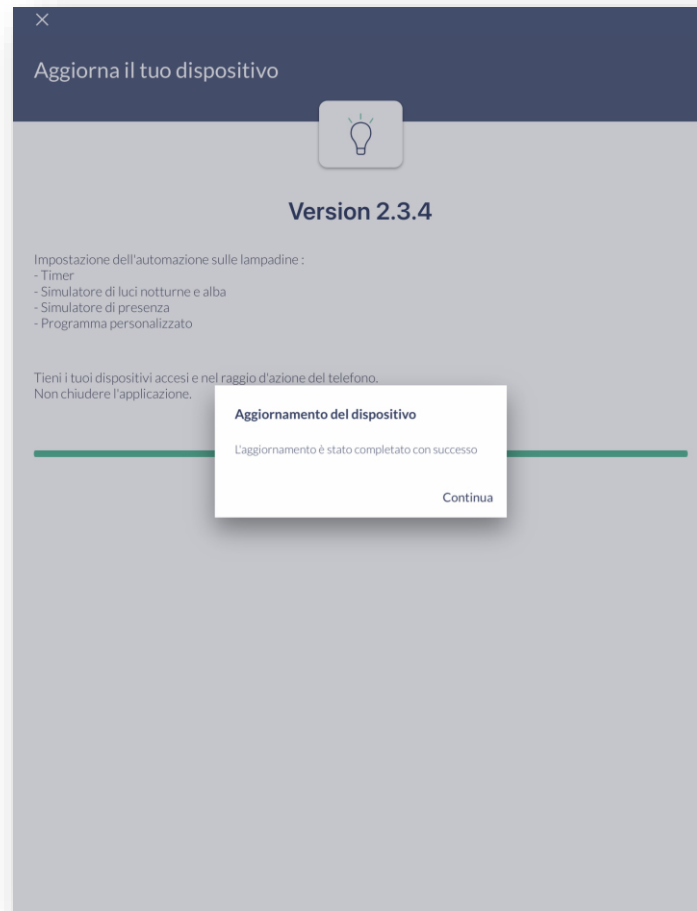 Aggiorna il tuo dispositivo
Version 2.3.4
Impostazione dell'automazione sulle lampadine :
- Timer
- Simulatore di luci notturne e alba
- Simulatore di presenza
- Programma personalizzato
Tieni i tuoi dispositivi accesi e nel raggio d'azione del telefono.
Non chiudere l'applicazione.
Aggiornamento del dispositivo
L'aggiornamento è stato completato con successo
Continua